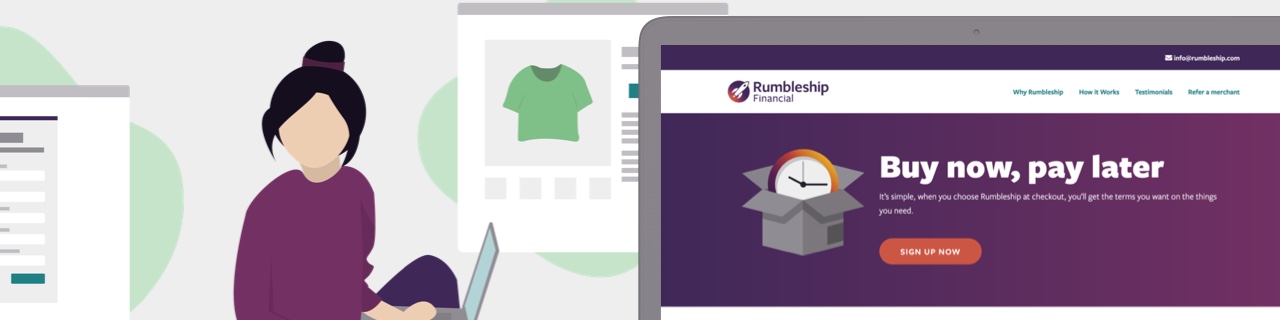 info@rumbleship.com
Rumbleship
Financial
Why Rumbleship How it Works Testimonials Refer a merchant
Buy now, pay later
It's simple, when you choose Rumbleship at checkout, you'll get the terms you want on the things
you need.
SIGN UP NOW